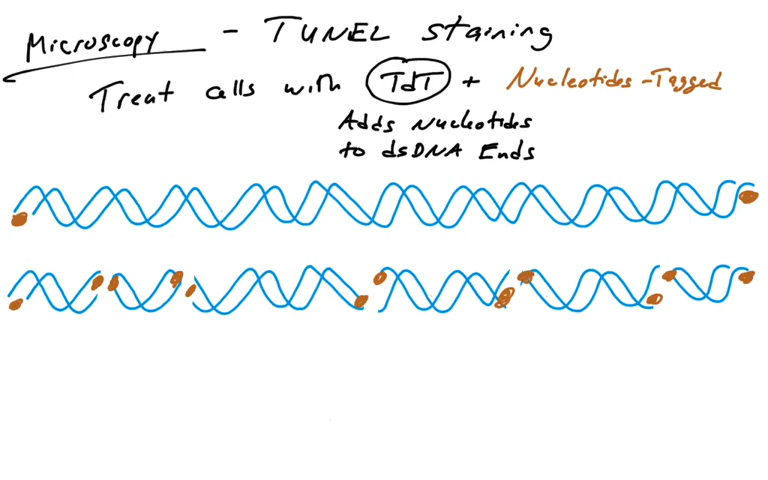 Microscopy - TUNEL staining
Treat cells with TdT + Nucleotides-Tagged
Adds Nucleotides
to dsDNA Ends